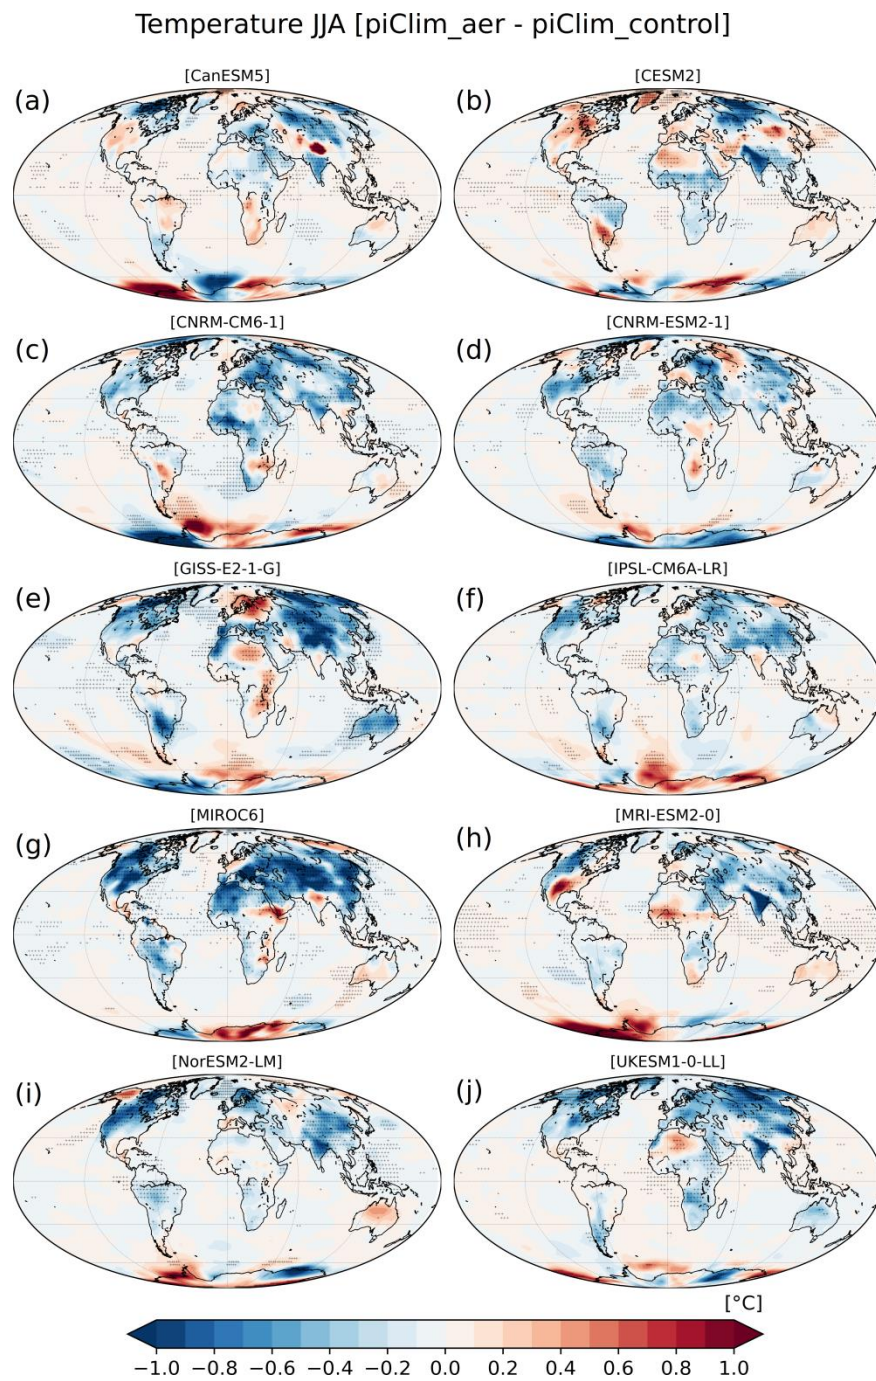 Temperature JJA [piClim_aer - piClim_control]
[CanESM5]
[CESM2]
(a)
(b)
[CNRM-CM6-1]
[CNRM-ESM2-1]
(c)
(d)
[GISS-E2-1-G]
[IPSL-CM6A-LR]
(e)
(f)
[MIROC6]
[MRI-ESM2-0]
(g)
(h)
[NorESM2-LM]
[UKESM1-0-LL]
(i)
(j)
[°C]
−1.0 −0.8 −0.6 −0.4 −0.2 0.0 0.2 0.4 0.6 0.8 1.0